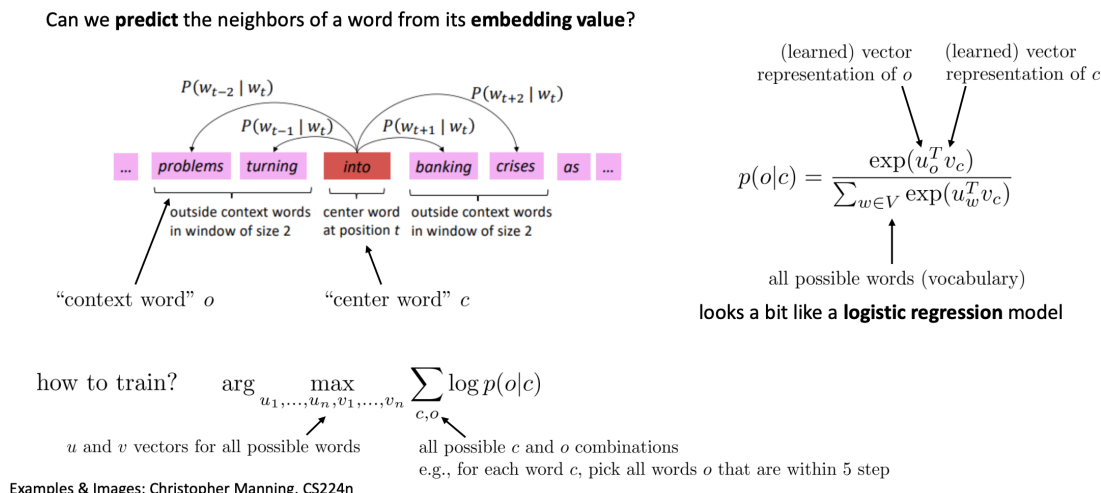 Can we predict the neighbors of a word from its embedding value?
P(w_{t−2} | w_t)
P(w_{t−1} | w_t)
P(w_{t+1} | w_t)
P(w_{t+2} | w_t)
... problems turning into banking crises as ...
outside context words
in window of size 2
center word
at position t
outside context words
in window of size 2
“context word” o
“center word” c
(learned) vector
representation of o
(learned) vector
representation of c
p(o|c) = exp(u_o^T v_c) / ∑_{w∈V} exp(u_w^T v_c)
all possible words (vocabulary)
looks a bit like a logistic regression model
how to train? arg max_{u_1,...,u_n,v_1,...,v_n} ∑_{c,o} log p(o|c)
u and v vectors for all possible words
all possible c and o combinations
e.g., for each word c, pick all words o that are within 5 step
Examples & Images: Christopher Manning, CS224n